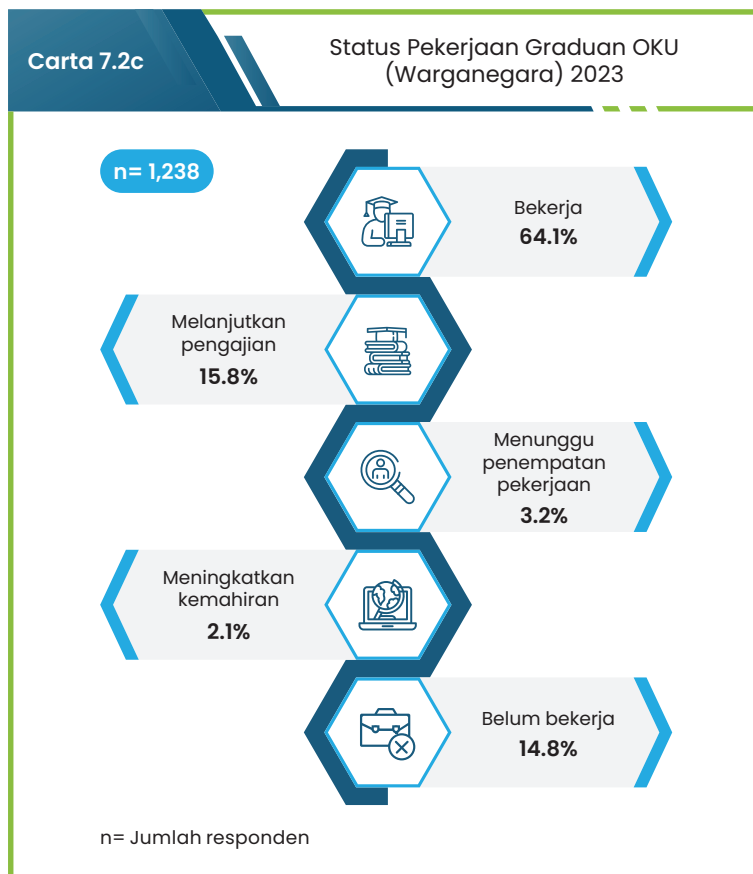 Carta 7.2c
Status Pekerjaan Graduan OKU
(Warganegara) 2023
n= 1,238
Bekerja
64.1%
Melanjutkan
pengajian
15.8%
Menunggu
penempatan
pekerjaan
3.2%
Meningkatkan
kemahiran
2.1%
Belum bekerja
14.8%
n= Jumlah responden